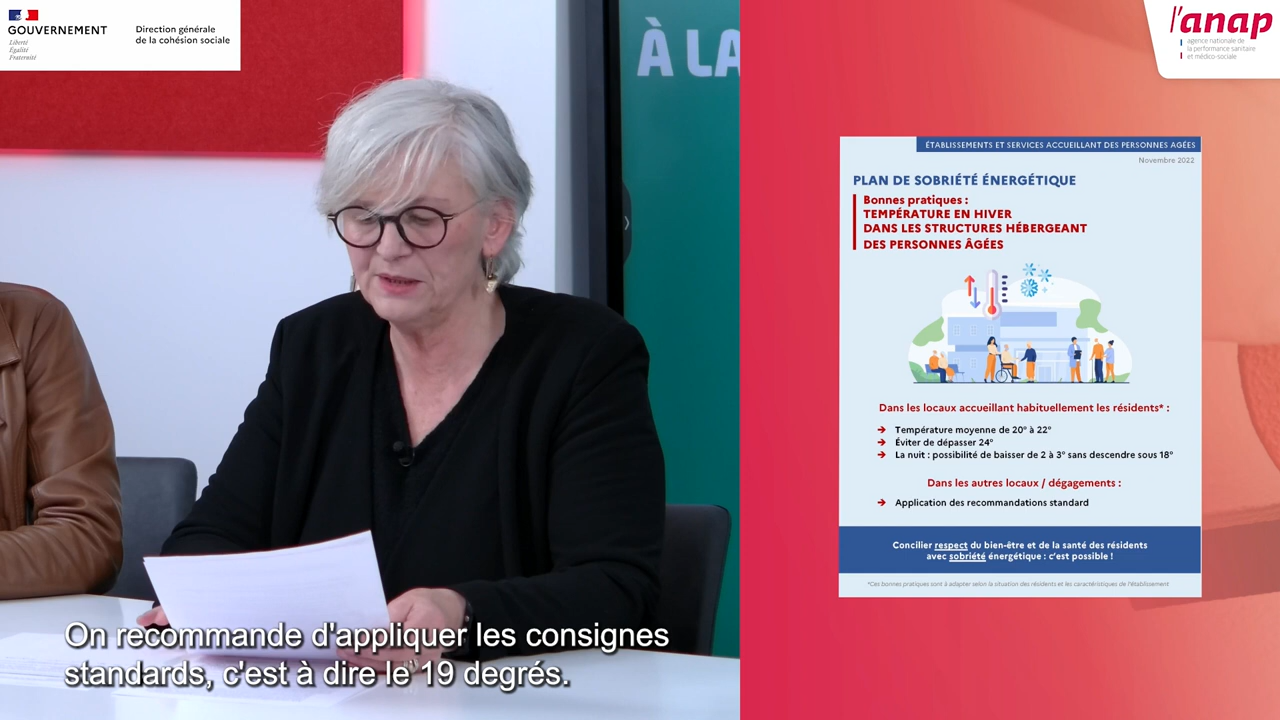 GOUVERNEMENT
Liberté
Égalité
Fraternité
Direction générale
de la cohésion sociale
À LA
l'anap
agence nationale de
la performance sanitaire
et médico-sociale
ÉTABLISSEMENTS ET SERVICES ACCUEILLANT DES PERSONNES AGÉES
Novembre 2022
PLAN DE SOBRIÉTÉ ÉNERGÉTIQUE
Bonnes pratiques :
TEMPÉRATURE EN HIVER
DANS LES STRUCTURES HÉBERGEANT
DES PERSONNES ÂGÉES
Dans les locaux accueillant habituellement les résidents* :
Température moyenne de 20° à 22°
Éviter de dépasser 24°
La nuit : possibilité de baisser de 2 à 3° sans descendre sous 18°
Dans les autres locaux / dégagements :
Application des recommandations standard
Concilier respect du bien-être et de la santé des résidents
avec sobriété énergétique : c'est possible !
*Ces bonnes pratiques sont à adapter selon la situation des résidents et les caractéristiques de l'établissement
On recommande d'appliquer les consignes
standards, c'est à dire le 19 degrés.